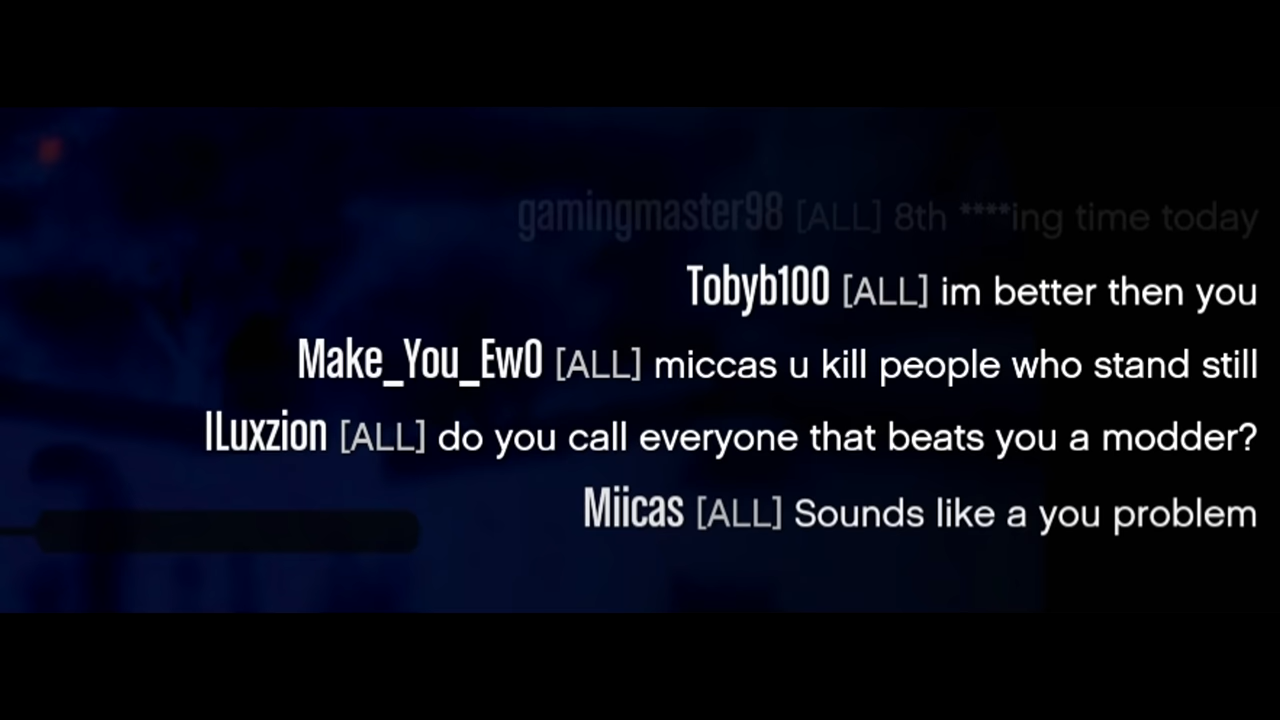 gamingmaster98 [ALL] 8th ****ing time today
Tobyb100 [ALL] im better then you
Make_You_Ew0 [ALL] miccas u kill people who stand still
ILuxzion [ALL] do you call everyone that beats you a modder?
Miicas [ALL] Sounds like a you problem